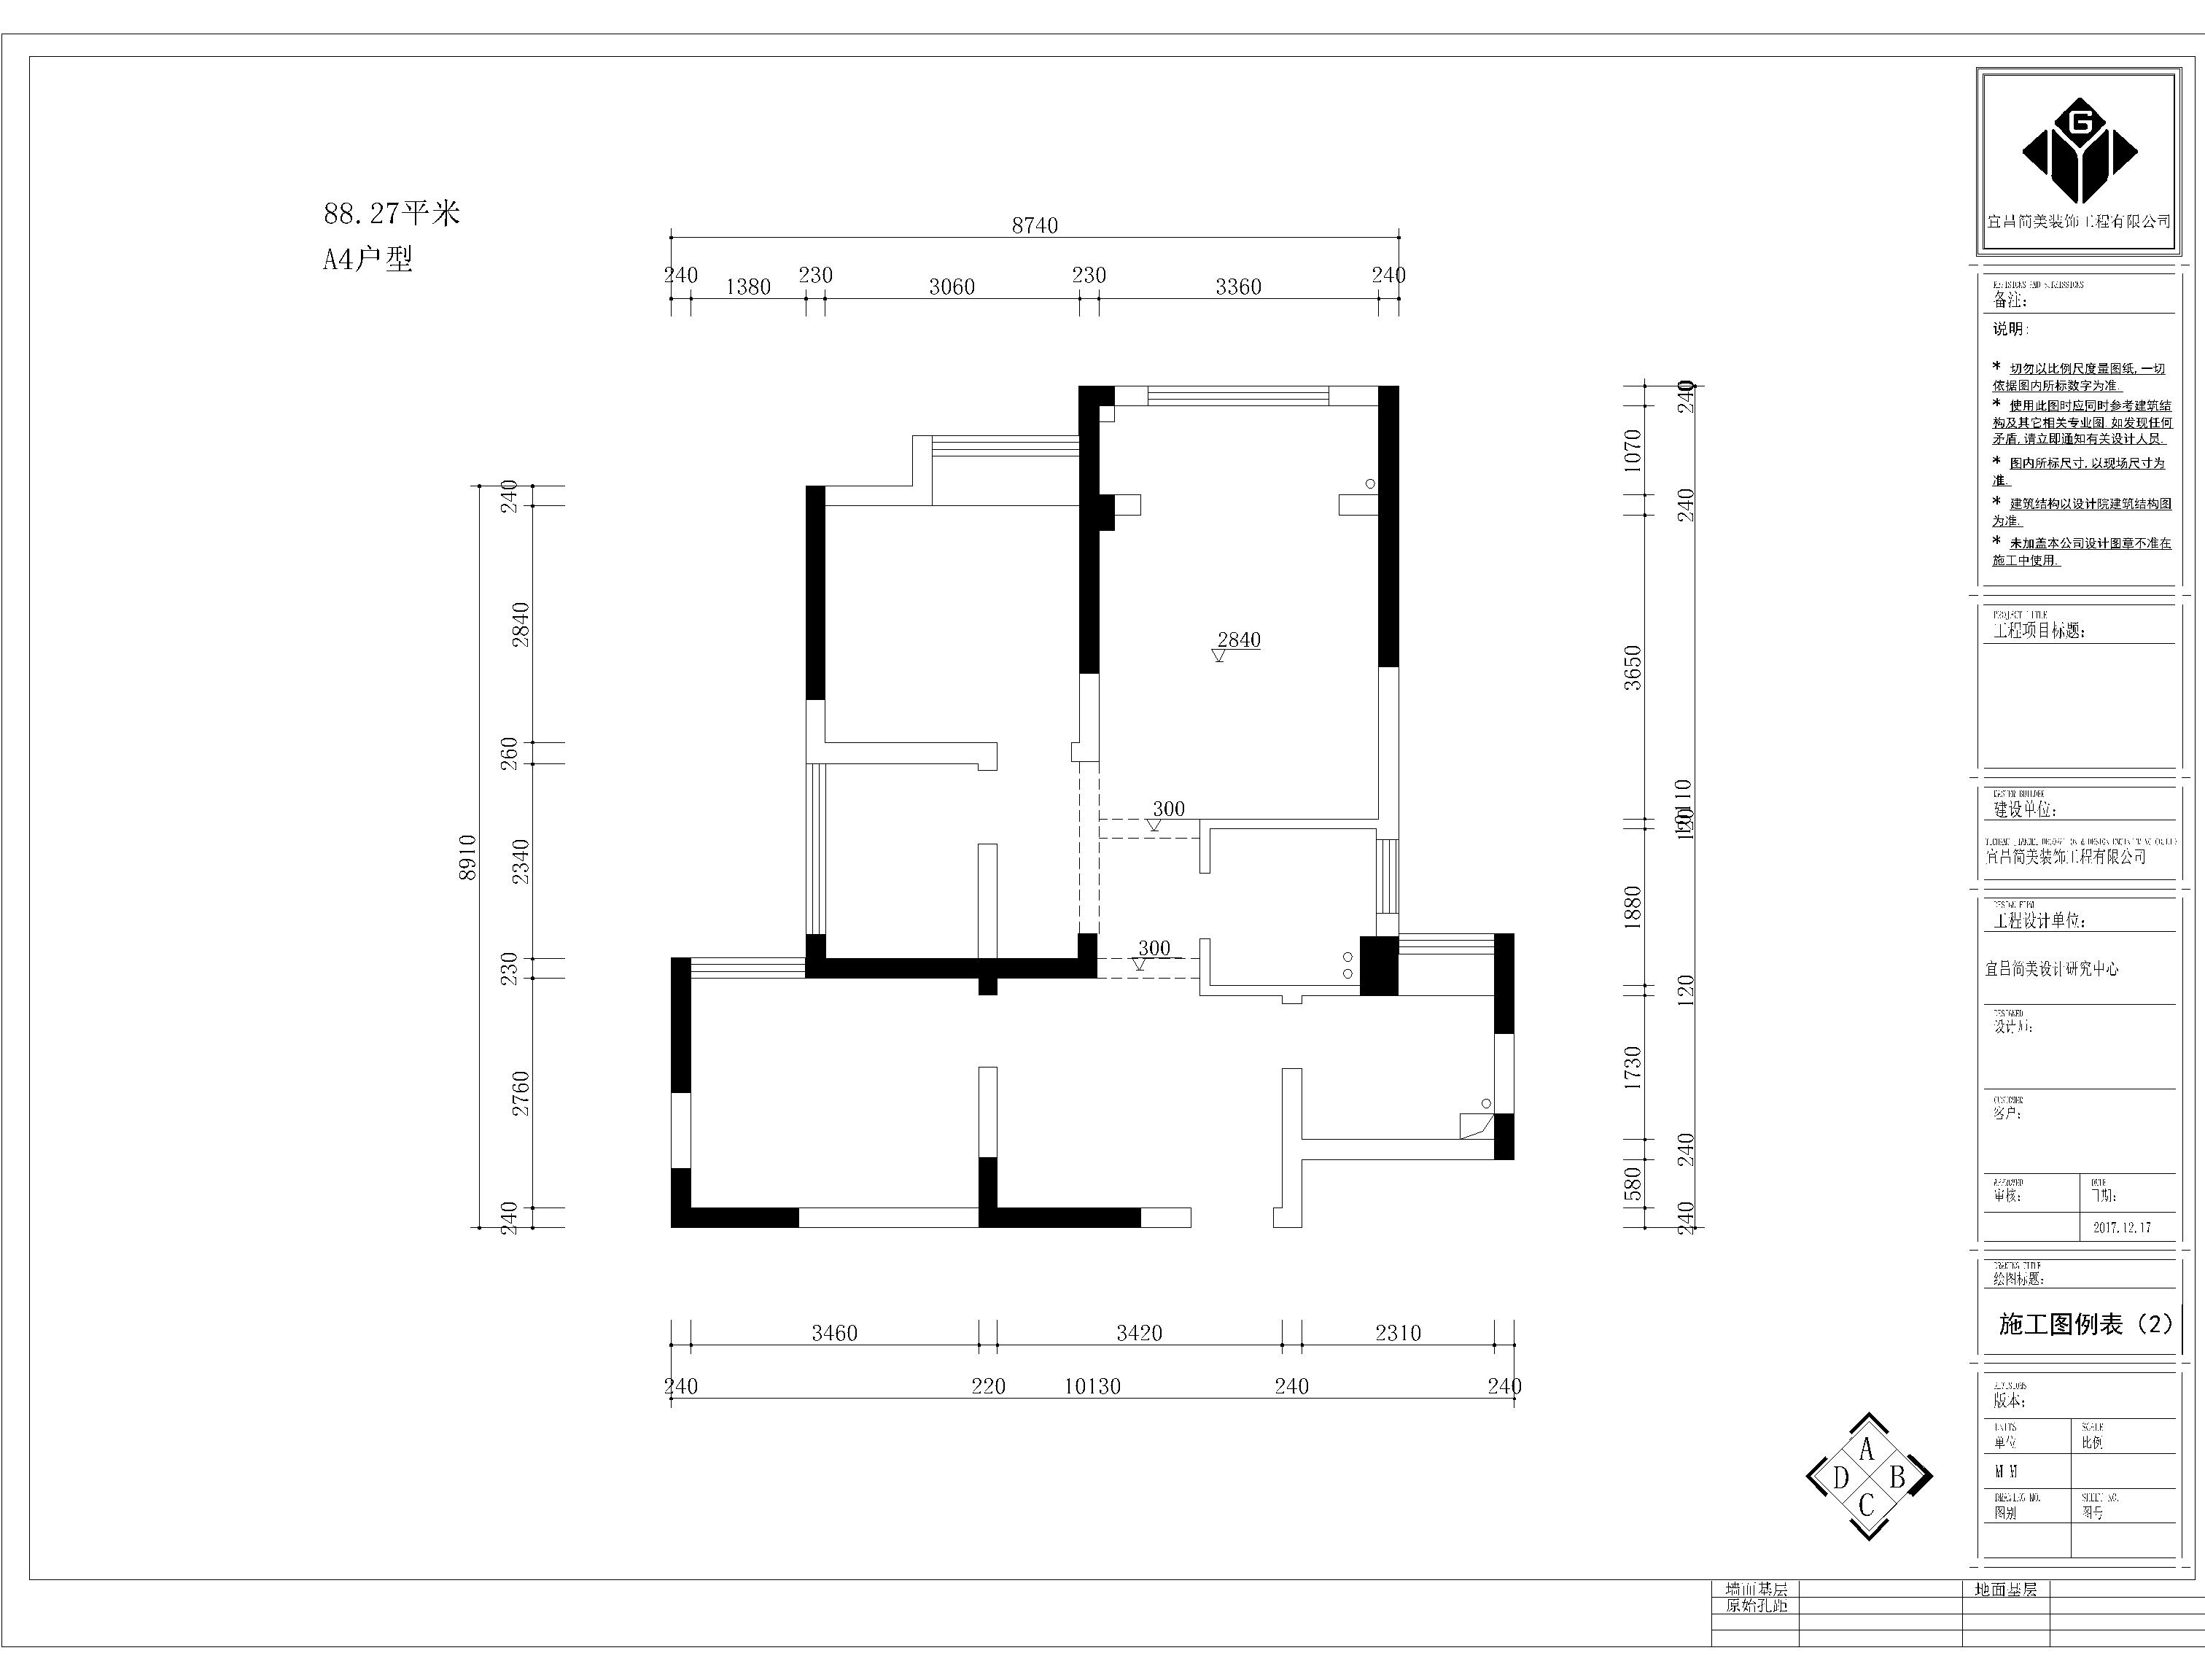 88.27平米
A4户型
8740
240
230
230
240
1380
3060
3360
240
2840
260
2340
230
2760
240
8910
240
1070
240
3650
10110
120
1880
120
1730
240
580
240
2840
300
300
3460
3420
2310
240
220
10130
240
240
A
D
B
C
G
宜昌简美装饰工程有限公司
备注:
说明:
* 切勿以比例尺度量图纸,一切
依据图内所标数字为准.
* 使用此图时应同时参考建筑结
构及其它相关专业图.如发现任何
矛盾,请立即通知有关设计人员.
* 图内所标尺寸,以现场尺寸为
准.
* 建筑结构以设计院建筑结构图
为准.
* 未加盖本公司设计图章不准在
施工中使用.
PROJECT TITLE
工程项目标题:
建设单位:
宜昌简美装饰工程有限公司
工程设计单位:
宜昌简美设计研究中心
DESIGNED
设计师:
CUSTOMER
客户:
APPROVED
审核:
DATE
日期:
2017.12.17
DRAWING TITLE
绘图标题:
施工图例表（2）
REVISIONS
版本:
UNITS
单位
SCALE
比例
M M
DRAWING NO.
图别
SHEET NO.
图号
墙面基层
地面基层
原始孔距